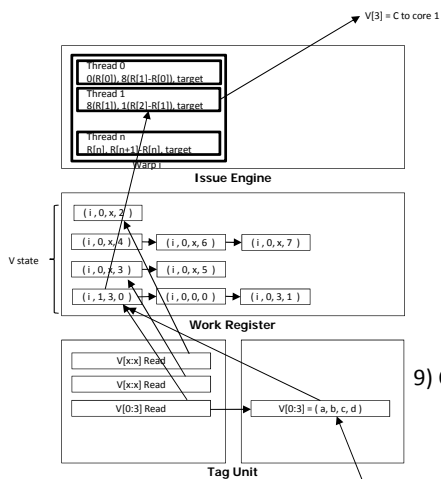 V[3] = C to core 1
Thread 0
0(R[0]), 8(R[1]-R[0]), target
Thread 1
8(R[1]), 1(R[2]-R[1]), target
Thread n
R[n], R[n+1]-R[n], target
Warp i
Issue Engine
V state
( i , 0, x, 2 )
( i , 0, x, 4 ) ( i , 0, x, 6 ) ( i , 0, x, 7 )
( i , 0, x, 3 ) ( i , 0, x, 5 )
( i , 1, 3, 0 ) ( i , 0, 0, 0 ) ( i , 0, 3, 1 )
Work Register
V[x:x] Read
V[x:x] Read
V[0:3] Read V[0:3] = ( a, b, c, d )
9)
Tag Unit